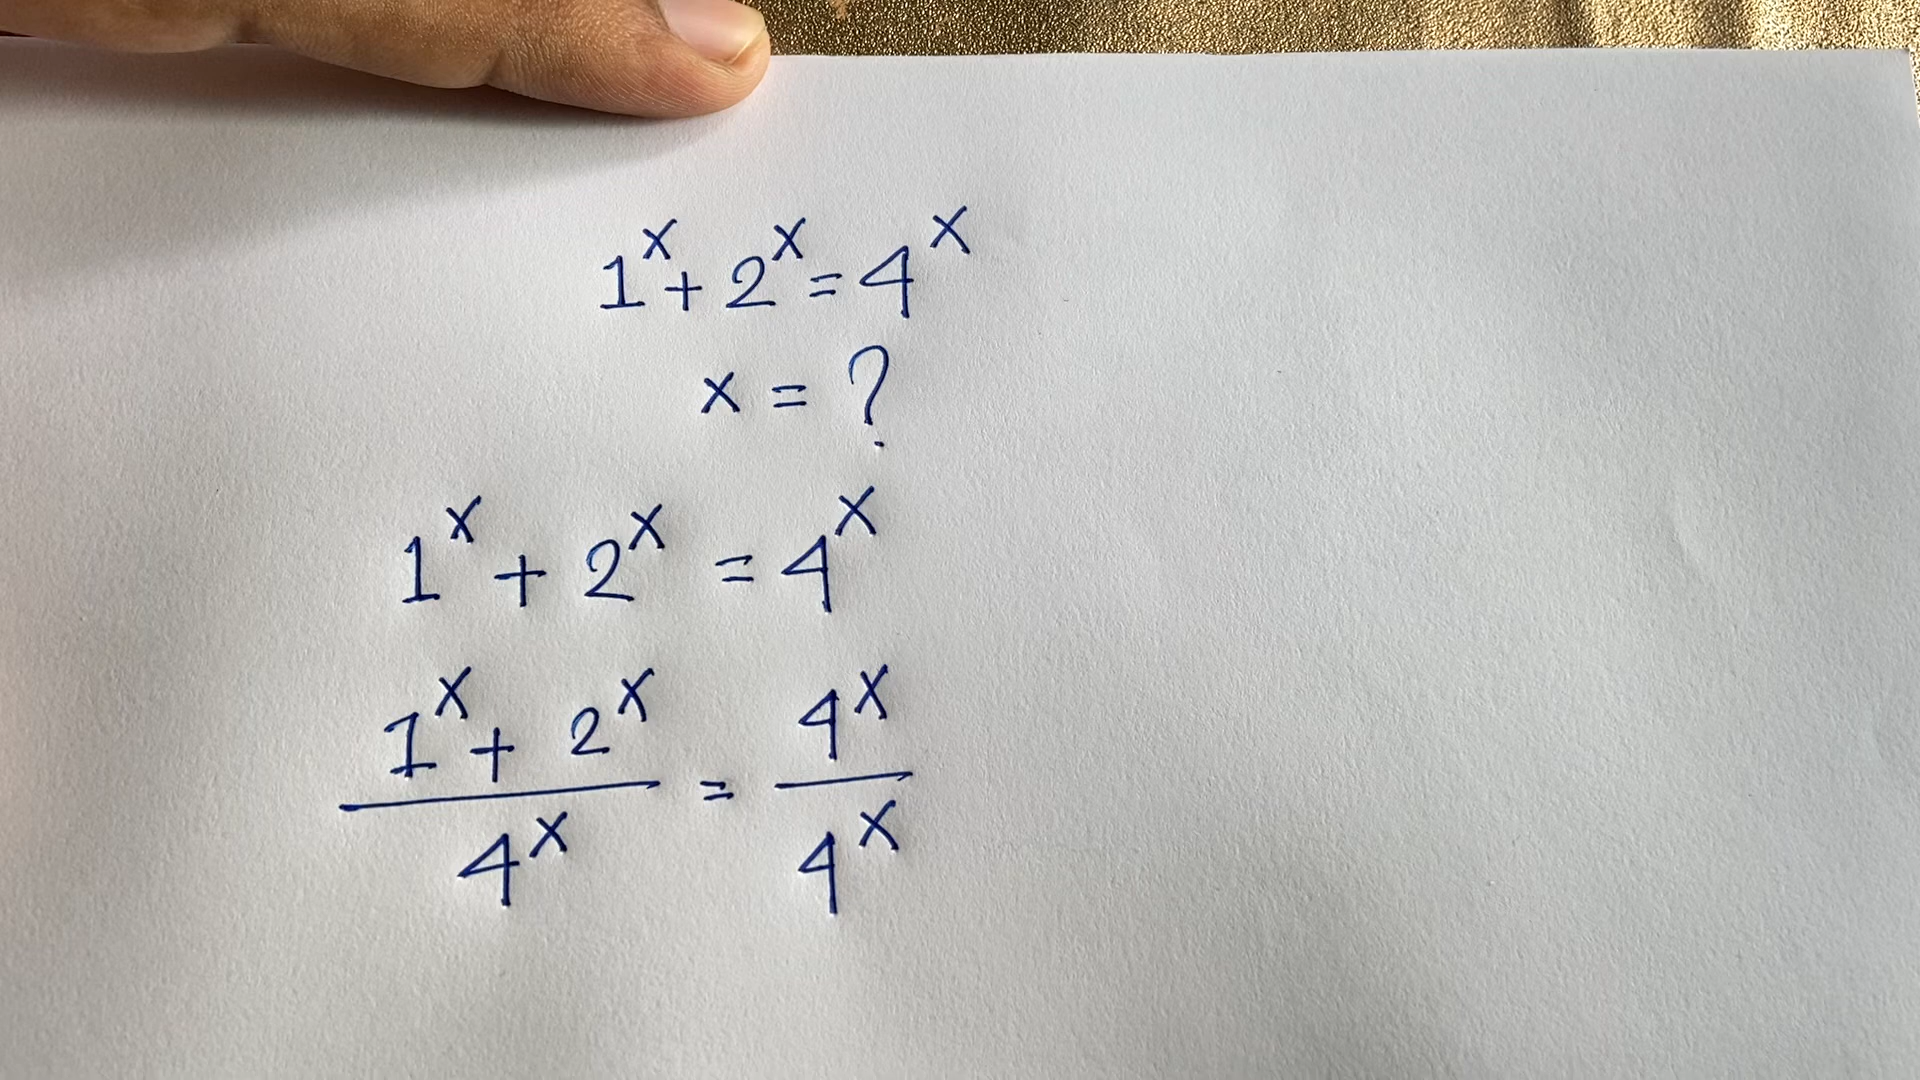 1^x + 2^x = 4^x
x = ?
1^x + 2^x = 4^x
(1^x + 2^x)/4^x = 4^x/4^x